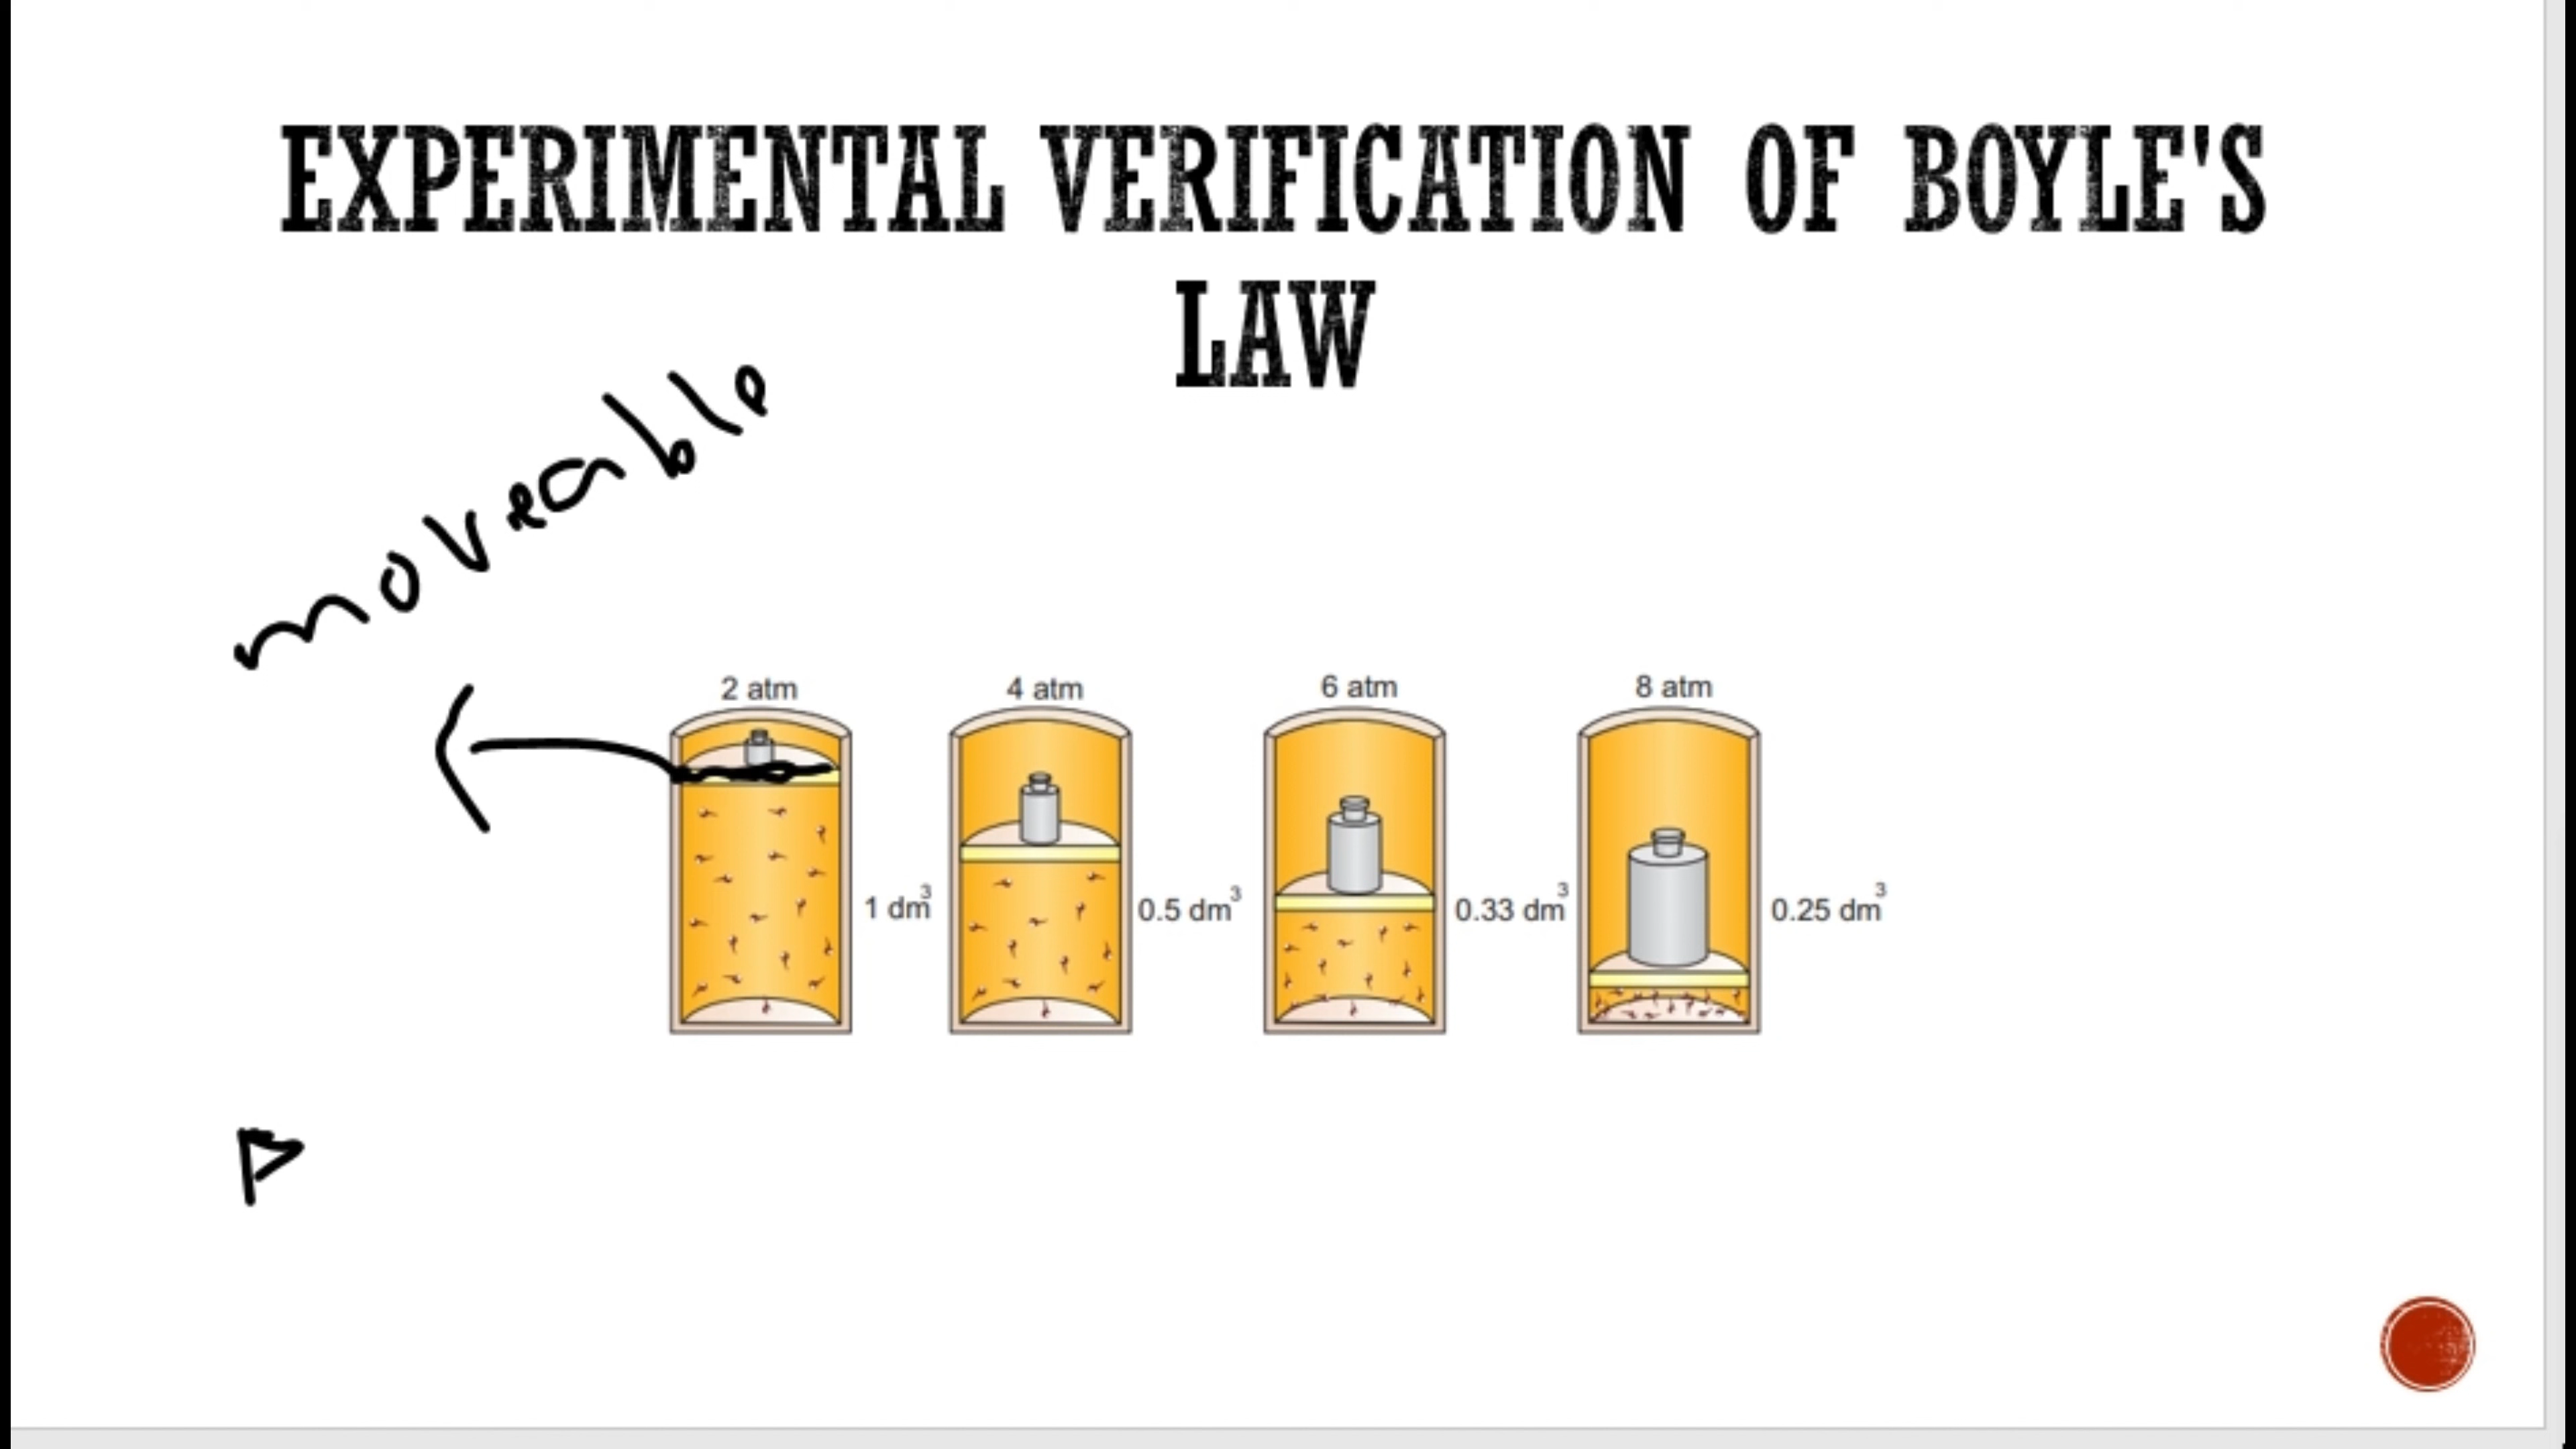 EXPERIMENTAL VERIFICATION OF BOYLE'S
LAW
moveable
2 atm
4 atm
6 atm
8 atm
1 dm³
0.5 dm³
0.33 dm³
0.25 dm³
P